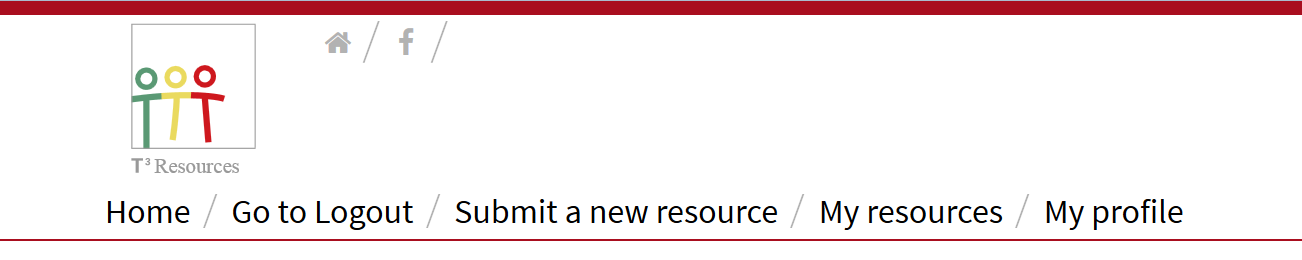 T³ Resources
Home / Go to Logout / Submit a new resource / My resources / My profile